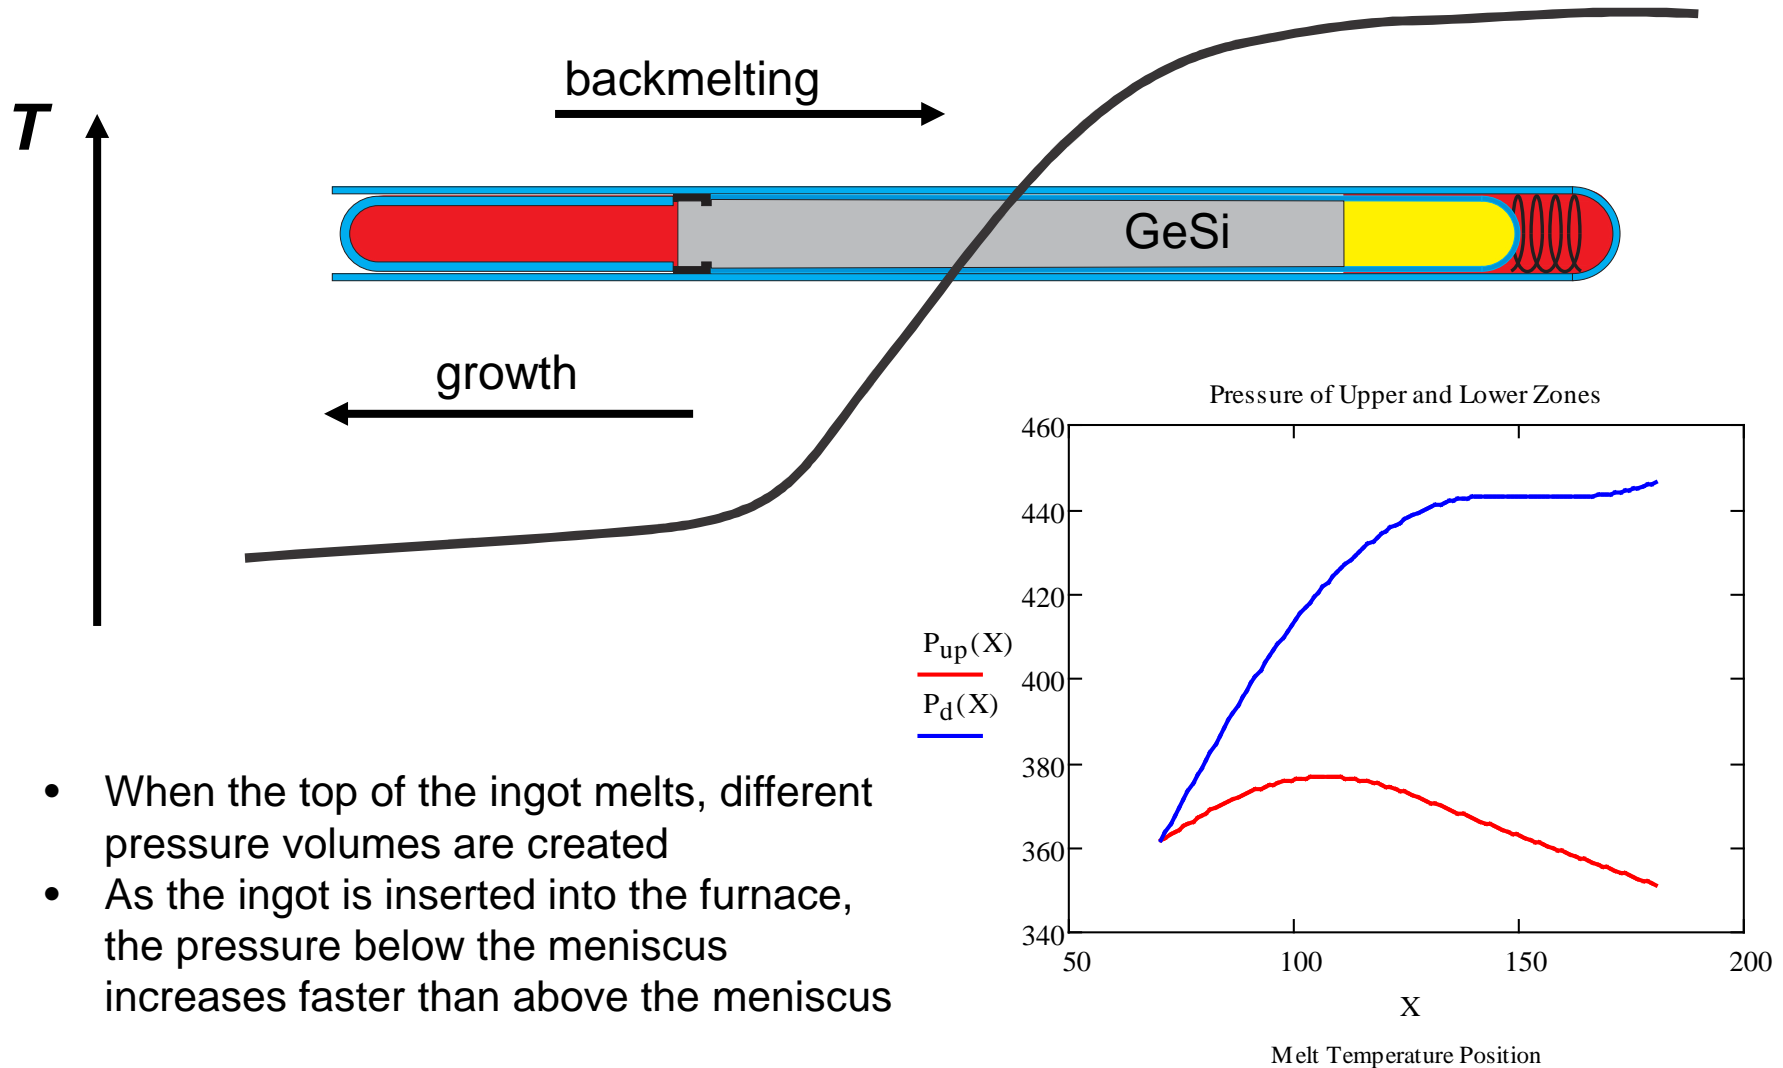 backmelting
T
GeSi
growth
Pressure of Upper and Lower Zones
460
440
420
400
380
360
340
50 100 150 200
X
Melt Temperature Position
Pup(X)
Pd(X)
• When the top of the ingot melts, different
pressure volumes are created
• As the ingot is inserted into the furnace,
the pressure below the meniscus
increases faster than above the meniscus